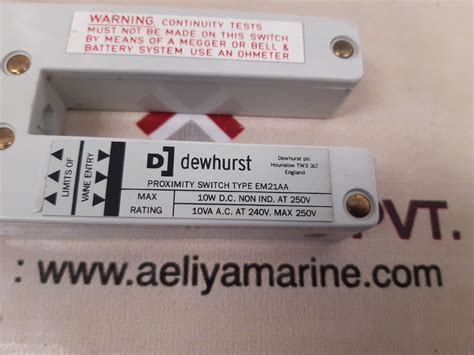 WARNING, CONTINUITY TESTS
MUST NOT BE MADE ON THIS SWITCH
BY MEANS OF A MEGGER OR BELL &
BATTERY SYSTEM. USE AN OHMETER
LIMITS OF
VANE ENTRY
D] dewhurst
Dewhurst plc
Hounslow TW3 3LT
England
PROXIMITY SWITCH TYPE EM21AA
MAX RATING
10W D.C. NON IND. AT 250V
10VA A.C. AT 240V. MAX 250V
PVT.
: www.aeliyamarine.com